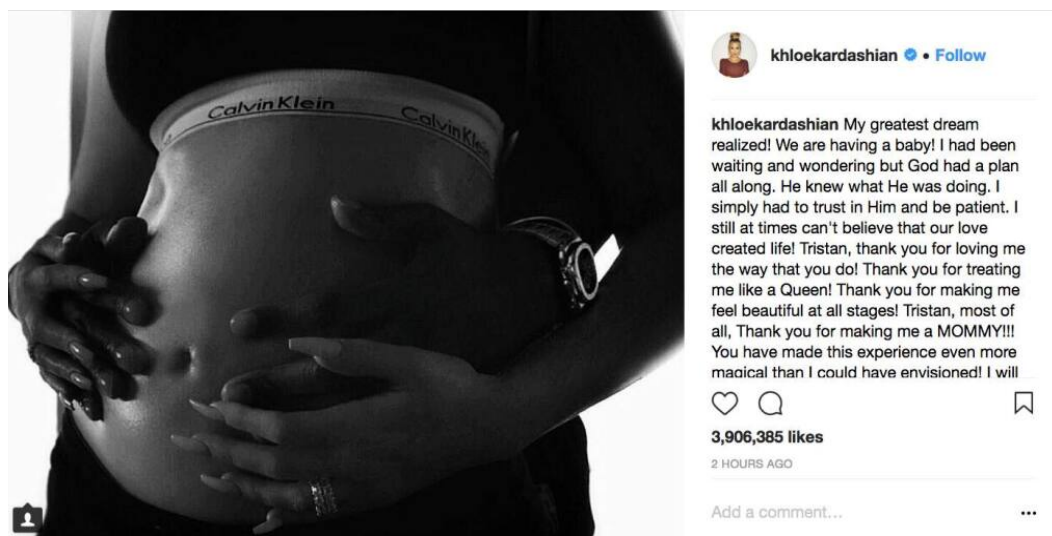 CalvinKlein
CalvinKlein
khloekardashian • Follow
khloekardashian My greatest dream
realized! We are having a baby! I had been
waiting and wondering but God had a plan
all along. He knew what He was doing. I
simply had to trust in Him and be patient. I
still at times can't believe that our love
created life! Tristan, thank you for loving me
the way that you do! Thank you for treating
me like a Queen! Thank you for making me
feel beautiful at all stages! Tristan, most of
all, Thank you for making me a MOMMY!!!
You have made this experience even more
magical than I could have envisioned! I will
3,906,385 likes
2 HOURS AGO
Add a comment...